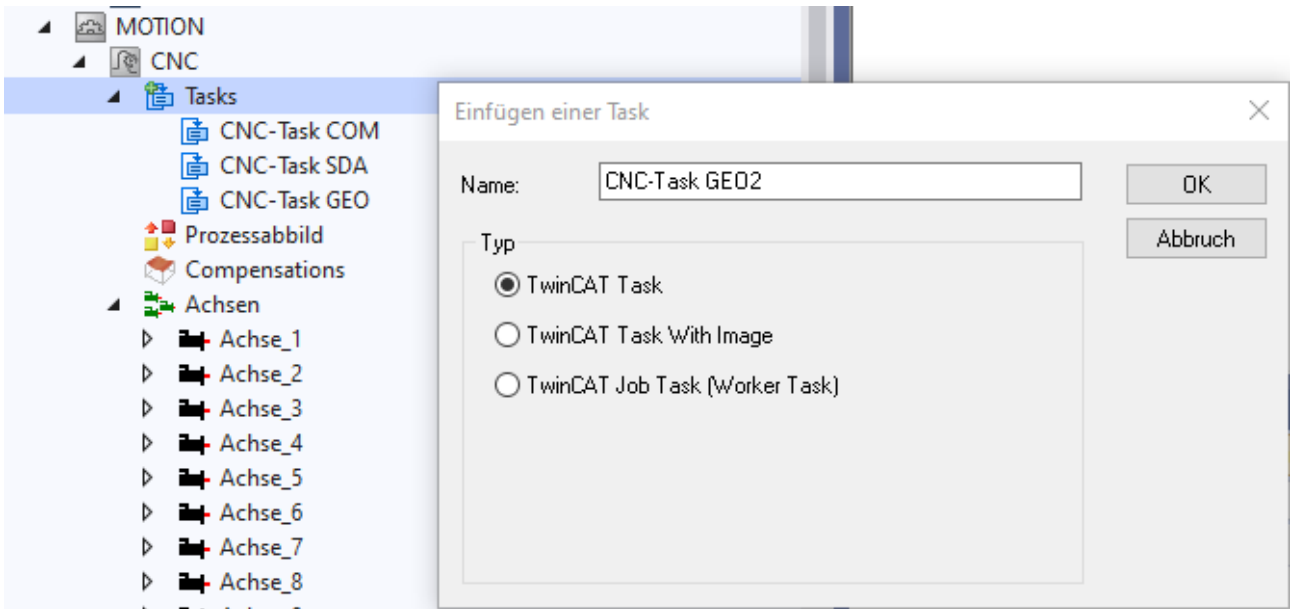 MOTION
CNC
Tasks
CNC-Task COM
CNC-Task SDA
CNC-Task GEO
Prozessabbild
Compensations
Achsen
Achse_1
Achse_2
Achse_3
Achse_4
Achse_5
Achse_6
Achse_7
Achse_8
Einfügen einer Task
Name: CNC-Task GEO2 OK
Abbruch
Typ
TwinCAT Task
TwinCAT Task With Image
TwinCAT Job Task (Worker Task)